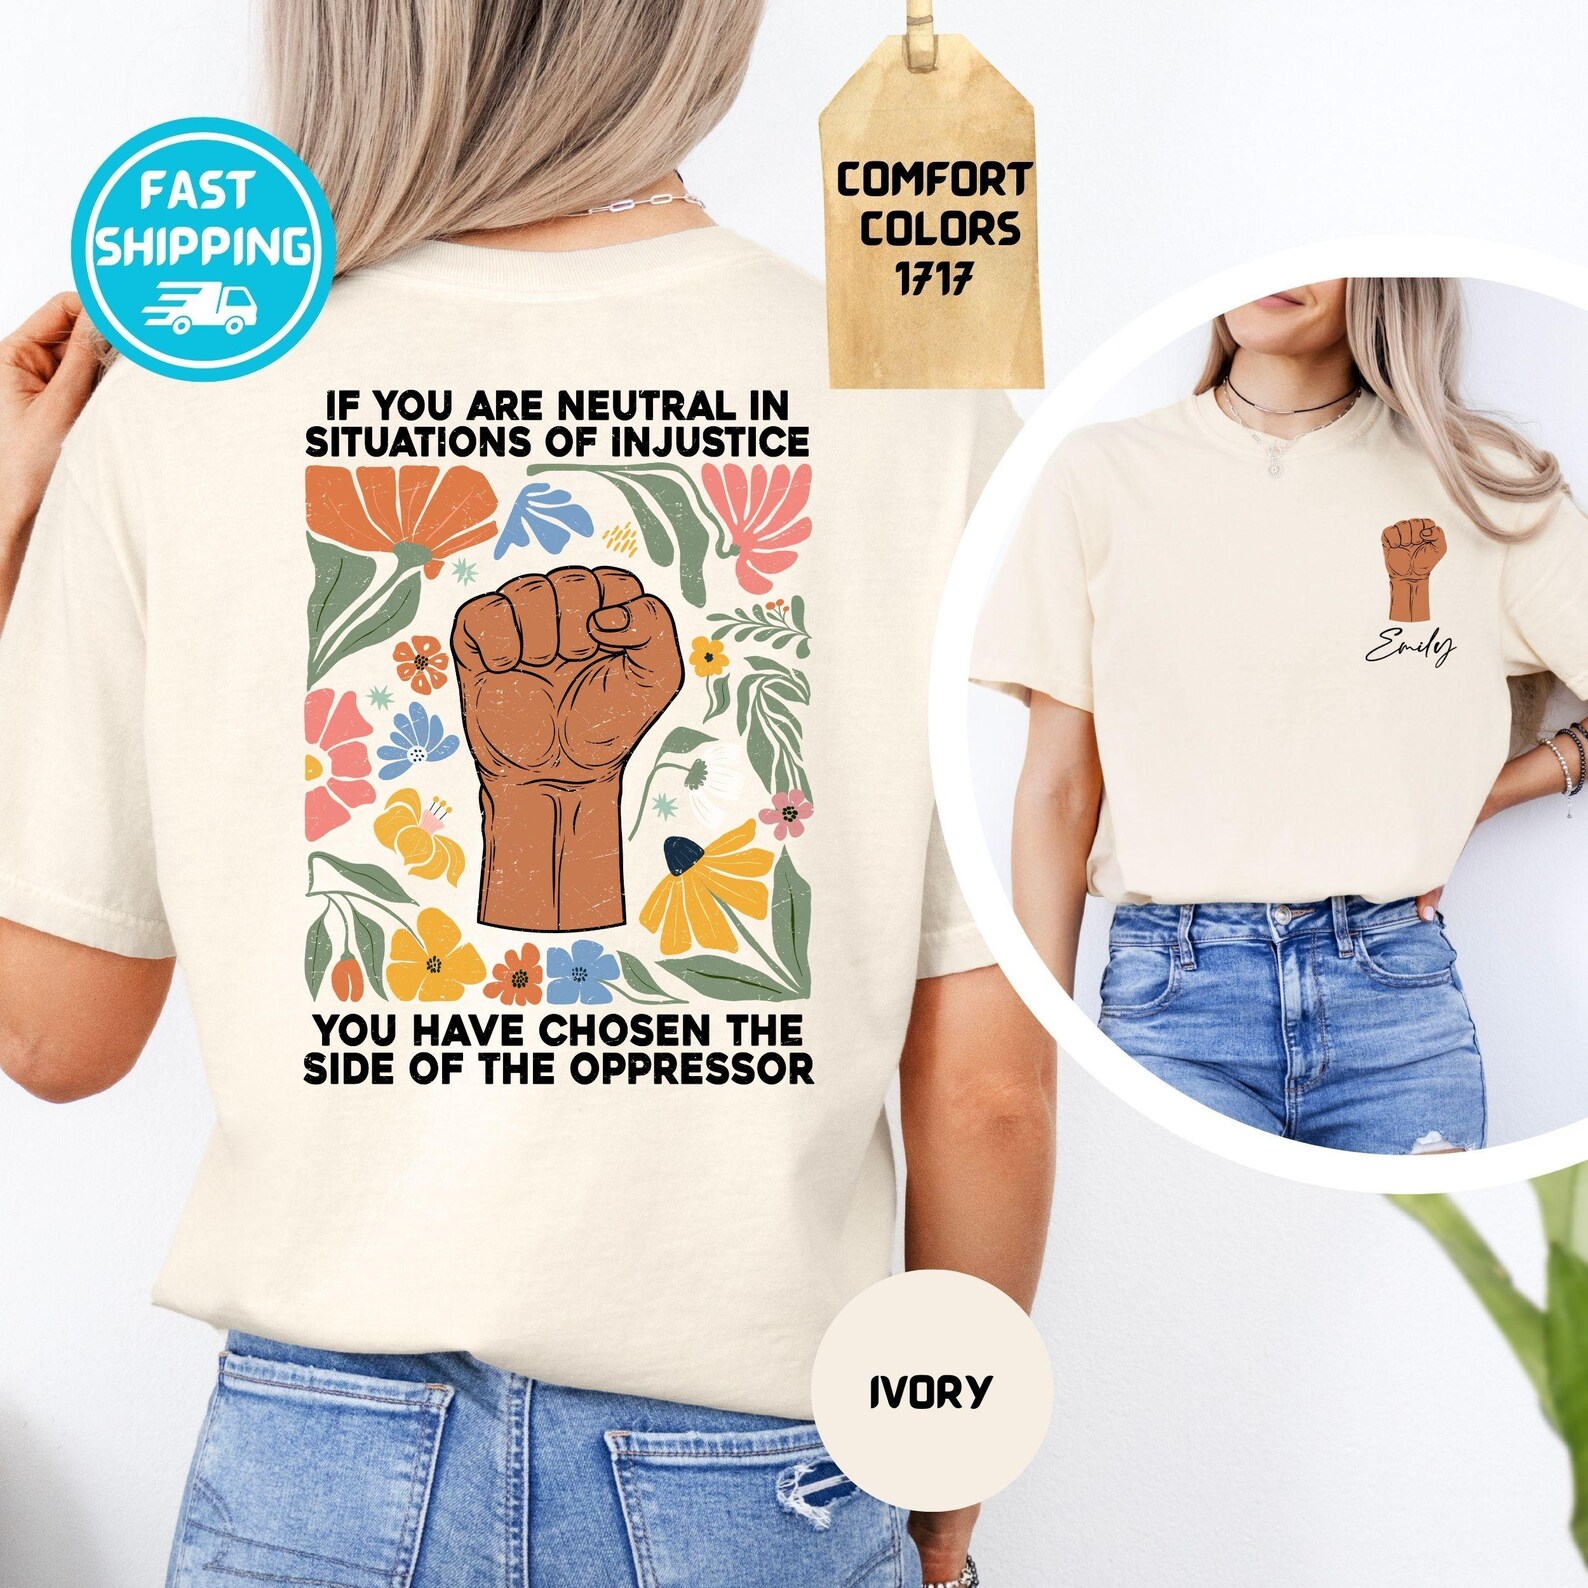 FAST
SHIPPING
COMFORT
COLORS
1717
IF YOU ARE NEUTRAL IN
SITUATIONS OF INJUSTICE
YOU HAVE CHOSEN THE
SIDE OF THE OPPRESSOR
Emily
IVORY